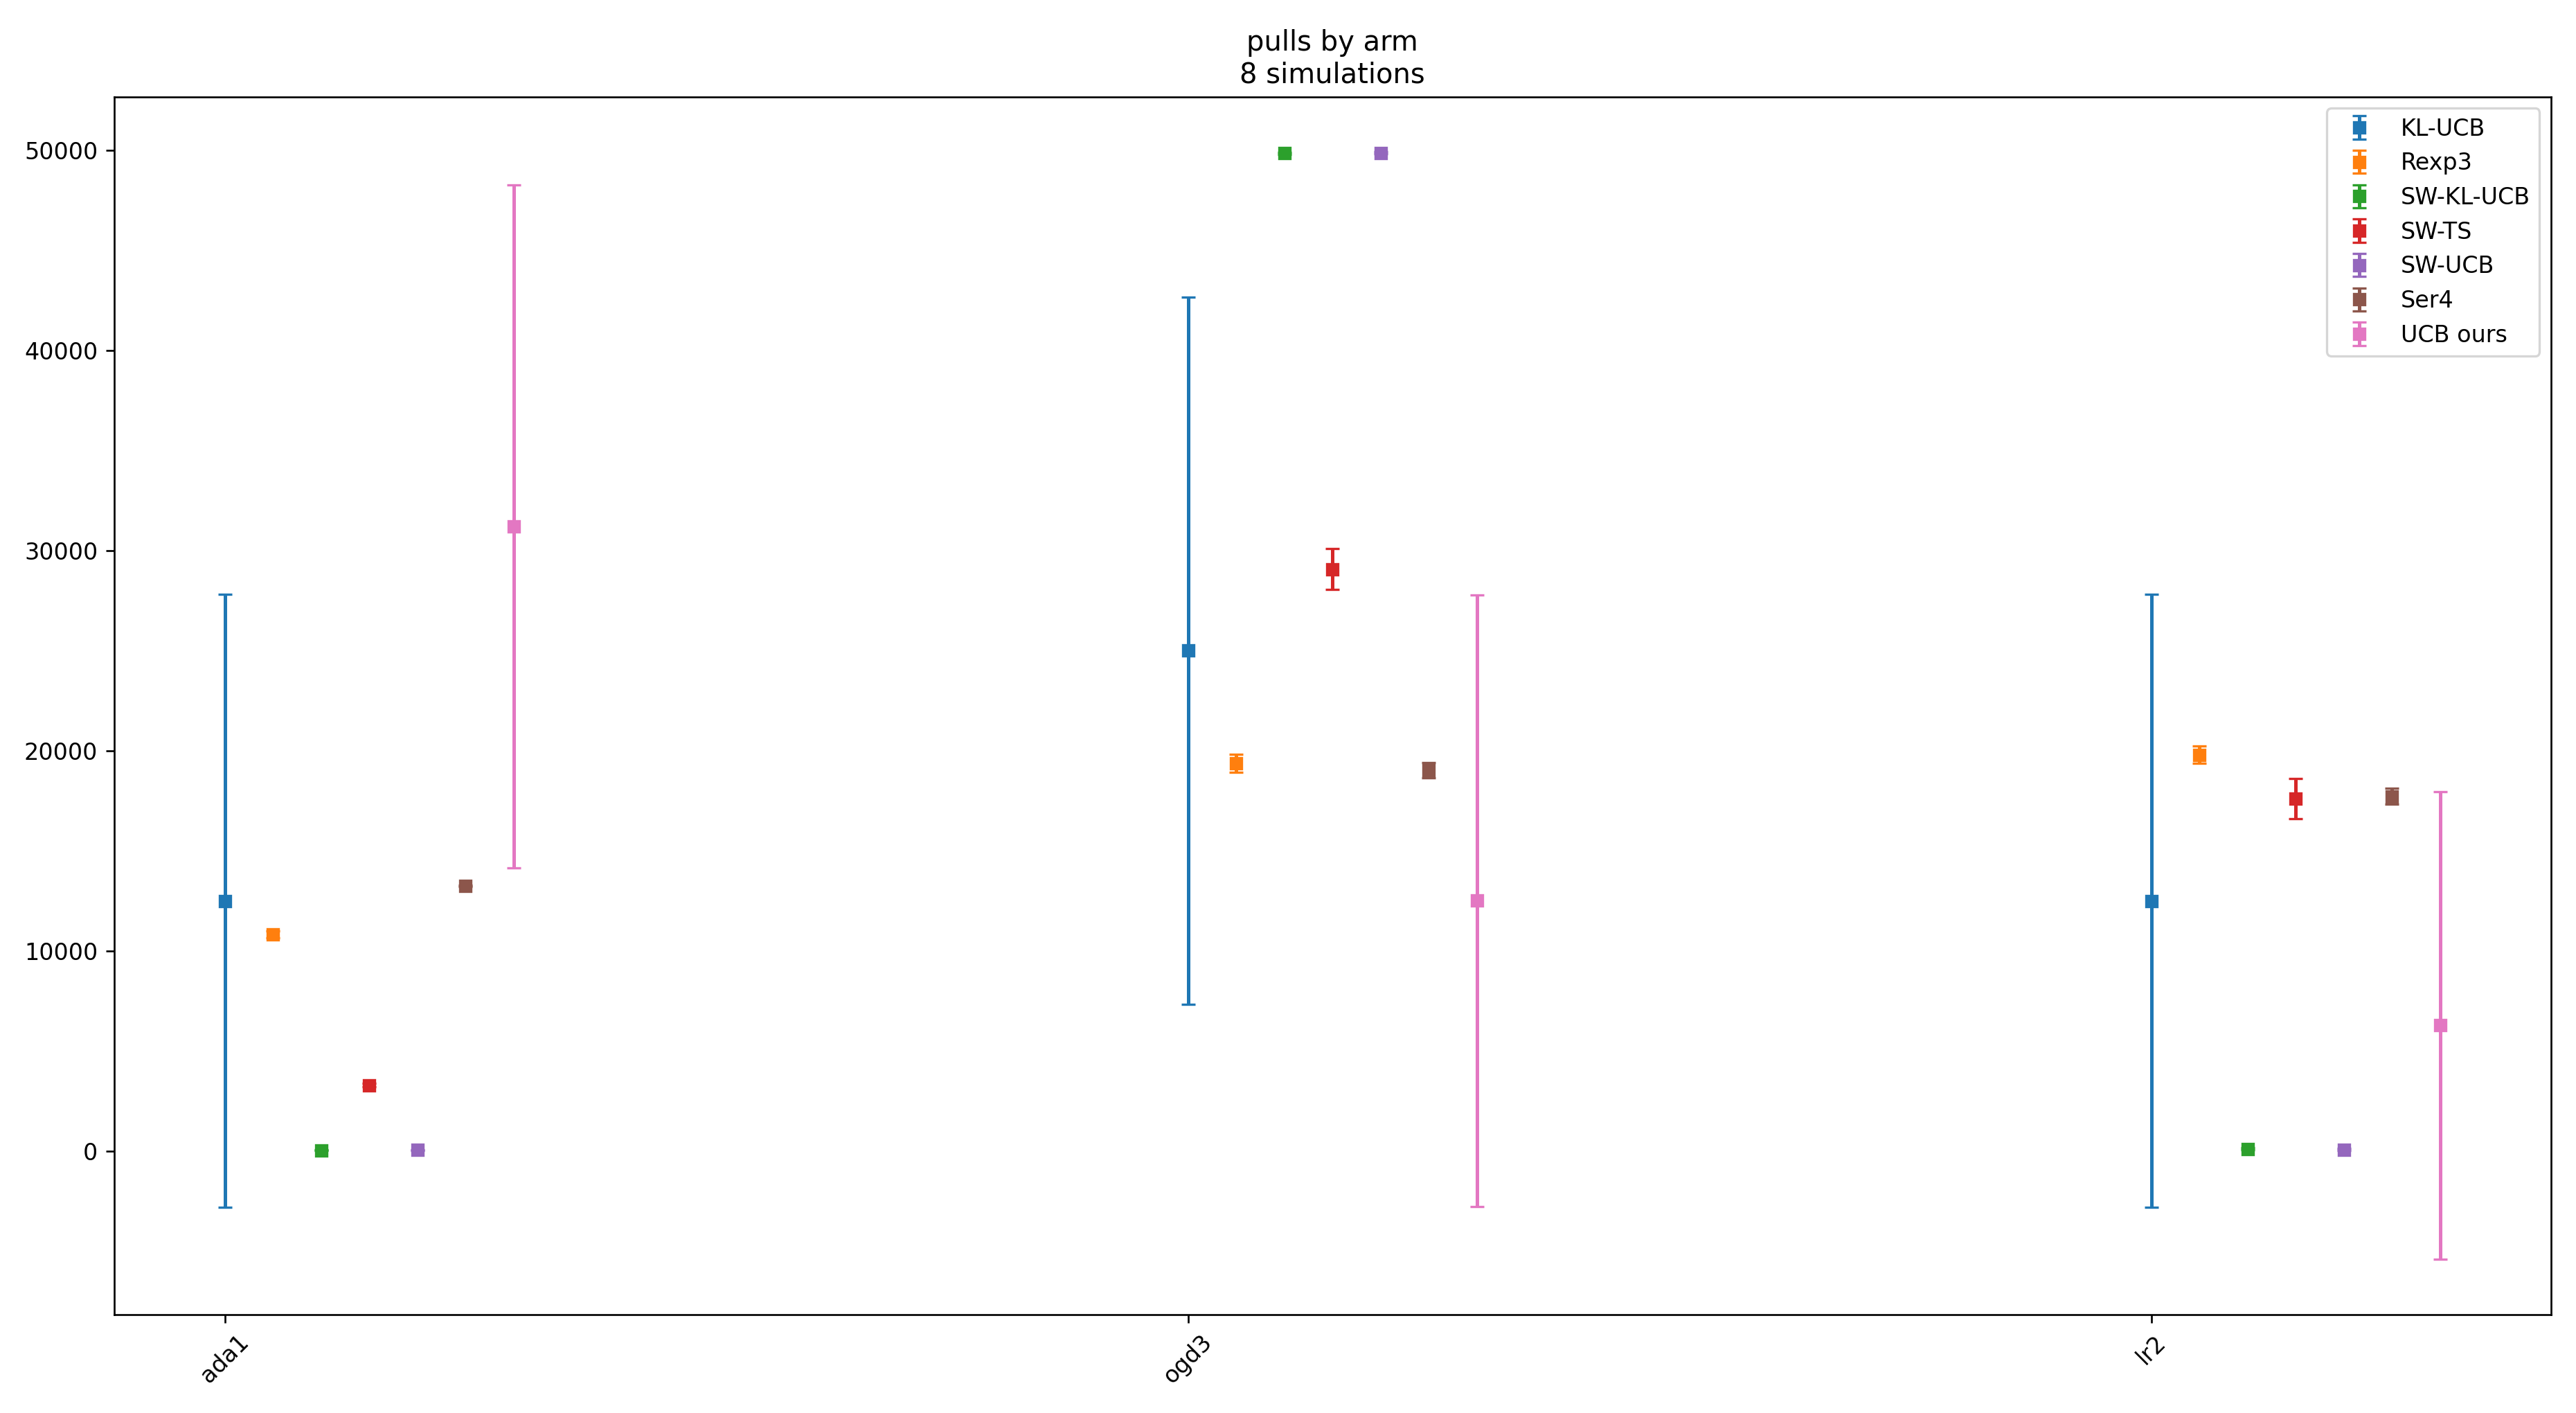 pulls by arm
8 simulations
50000
40000
30000
20000
10000
0
KL-UCB
Rexp3
SW-KL-UCB
SW-TS
SW-UCB
Ser4
UCB ours
ada1
ogd3
lr2